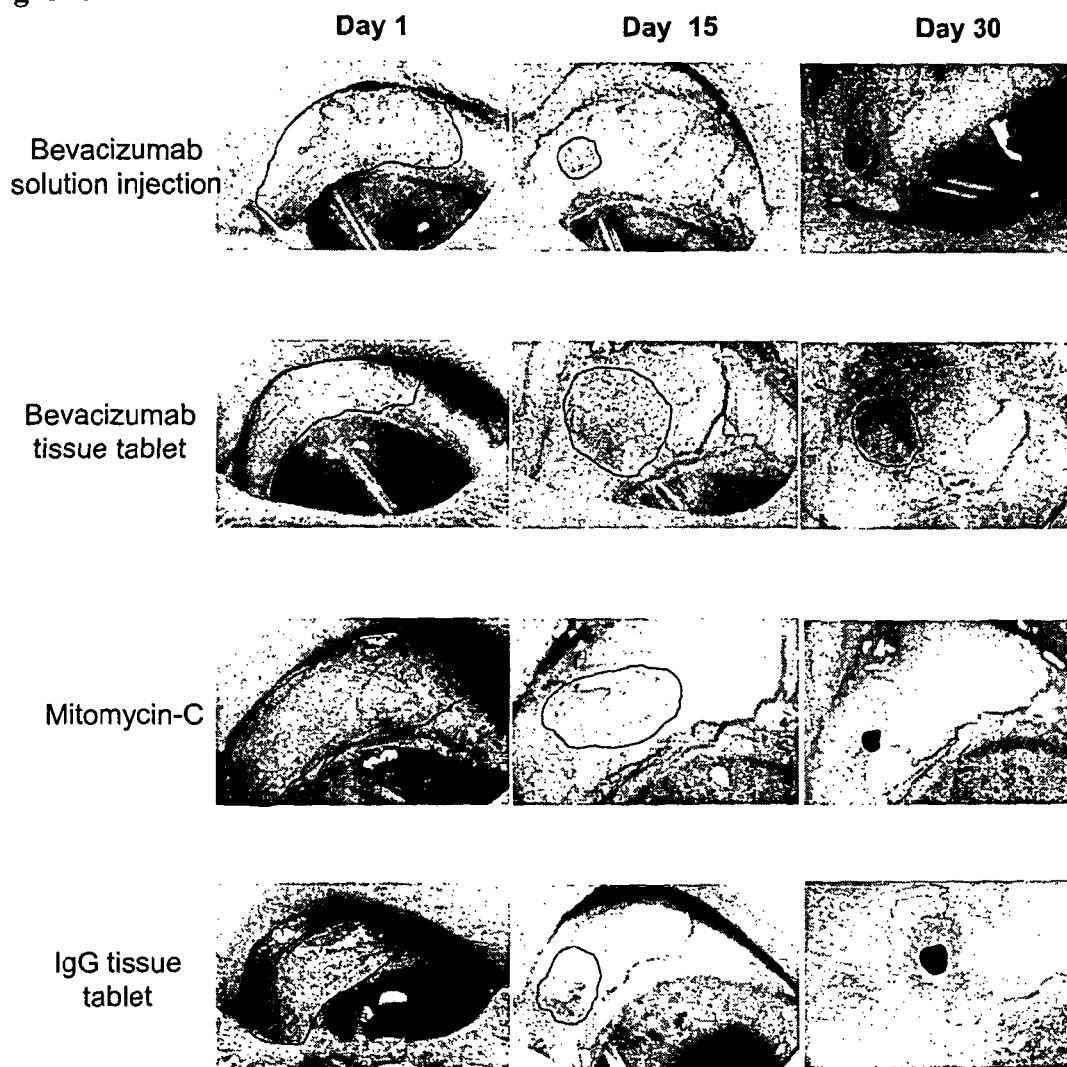 Day 1
Day 15
Day 30
Bevacizumab
solution injection
Bevacizumab
tissue tablet
Mitomycin-C
IgG tissue
tablet